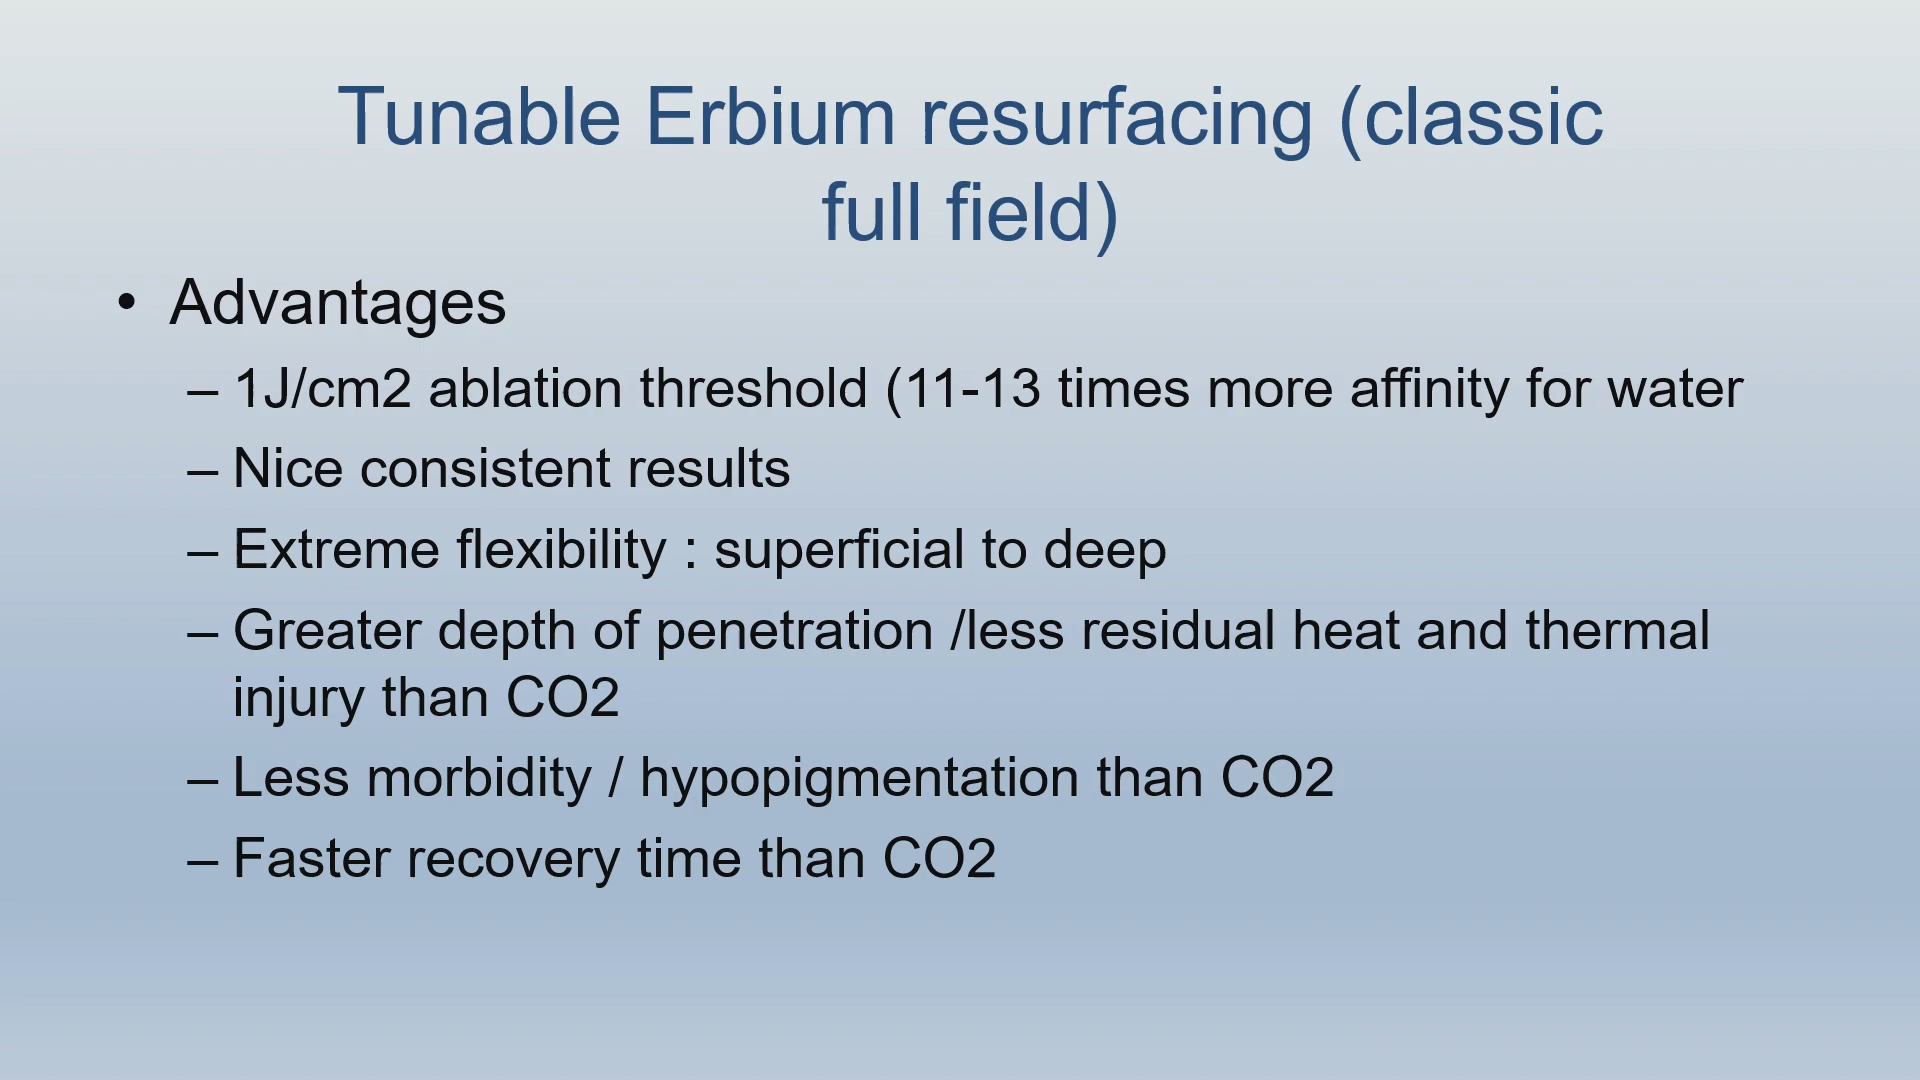 Tunable Erbium resurfacing (classic
full field)
• Advantages
– 1J/cm2 ablation threshold (11-13 times more affinity for water
– Nice consistent results
– Extreme flexibility : superficial to deep
– Greater depth of penetration /less residual heat and thermal
injury than CO2
– Less morbidity / hypopigmentation than CO2
– Faster recovery time than CO2